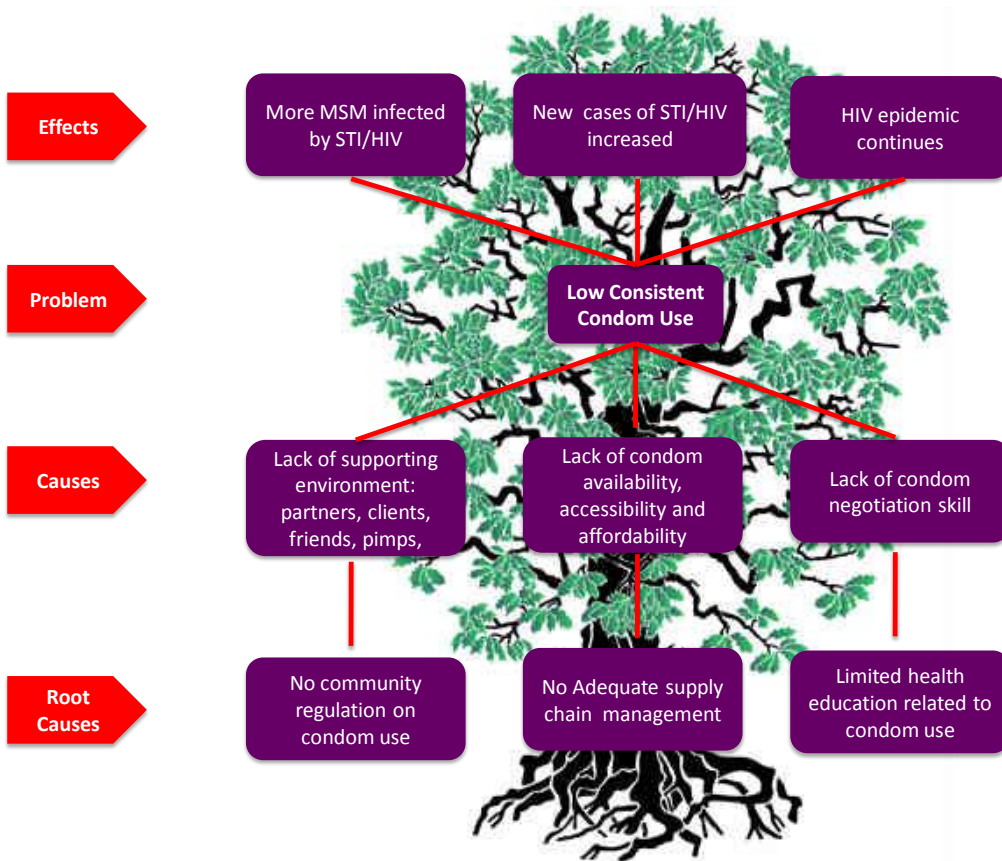 Effects
More MSM infected
by STI/HIV
New cases of STI/HIV
increased
HIV epidemic
continues
Problem
Low Consistent
Condom Use
Causes
Lack of supporting
environment:
partners, clients,
friends, pimps,
Lack of condom
availability,
accessibility and
affordability
Lack of condom
negotiation skill
Root
Causes
No community
regulation on
condom use
No Adequate supply
chain management
Limited health
education related to
condom use